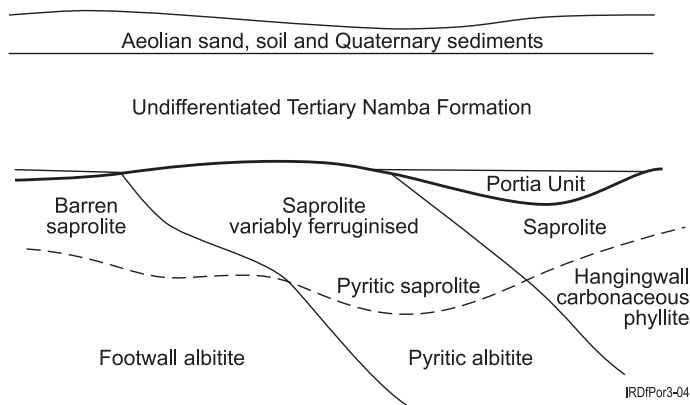 Aeolian sand, soil and Quaternary sediments
Undifferentiated Tertiary Namba Formation
Portia Unit
Barren
saprolite
Saprolite
variably ferruginised
Saprolite
Pyritic saprolite
Hangingwall
carbonaceous
phyllite
Footwall albitite
Pyritic albitite
IRDfPor3-04